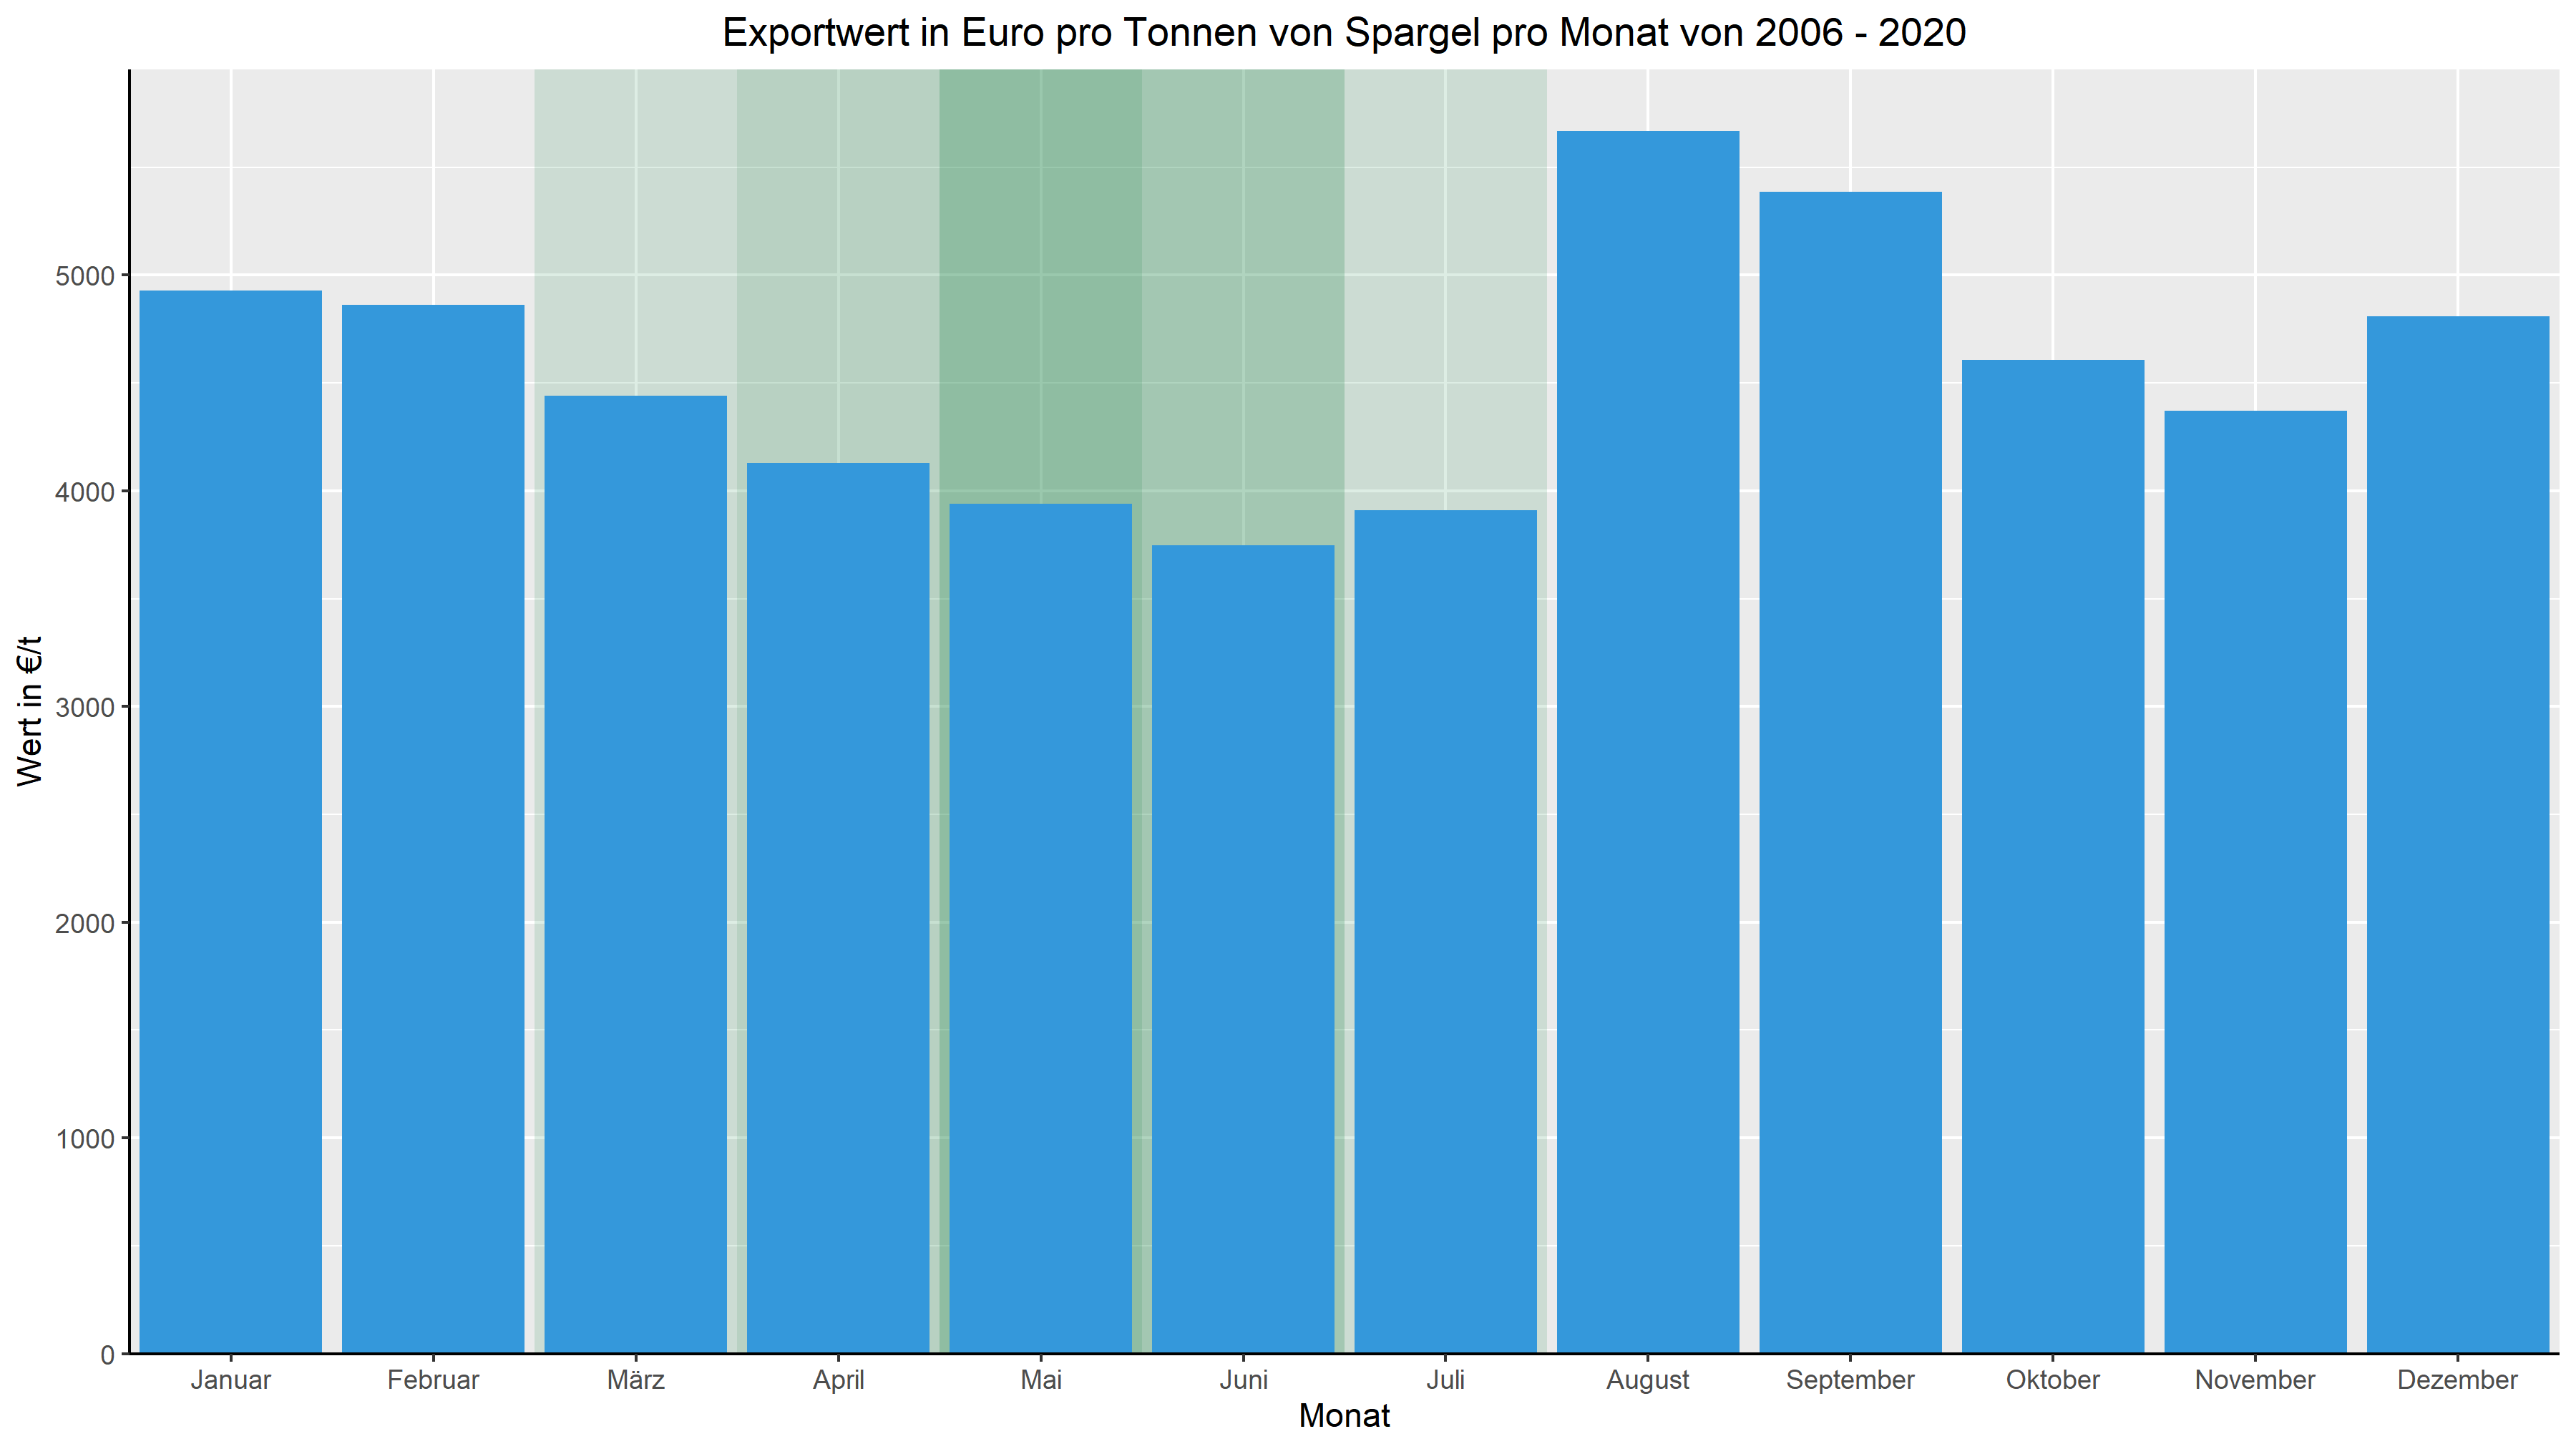 Exportwert in Euro pro Tonnen von Spargel pro Monat von 2006 - 2020
Wert in €/t
5000
4000
3000
2000
1000
0
Januar Februar März April Mai Juni Juli August September Oktober November Dezember
Monat